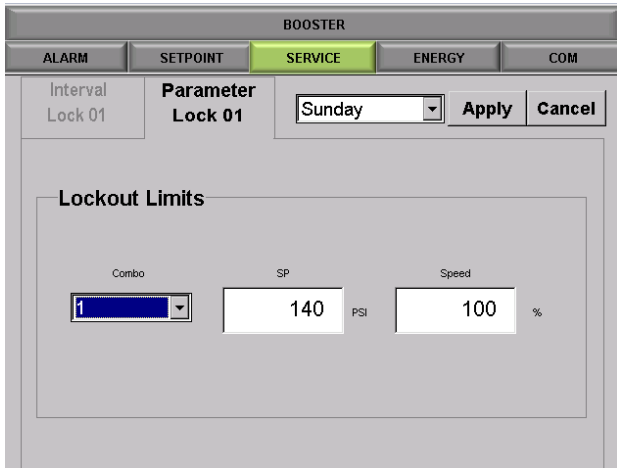 BOOSTER
ALARM SETPOINT SERVICE ENERGY COM
Interval Parameter
Lock 01 Lock 01 Sunday Apply Cancel
Lockout Limits
Combo SP Speed
1 140 PSI 100 %